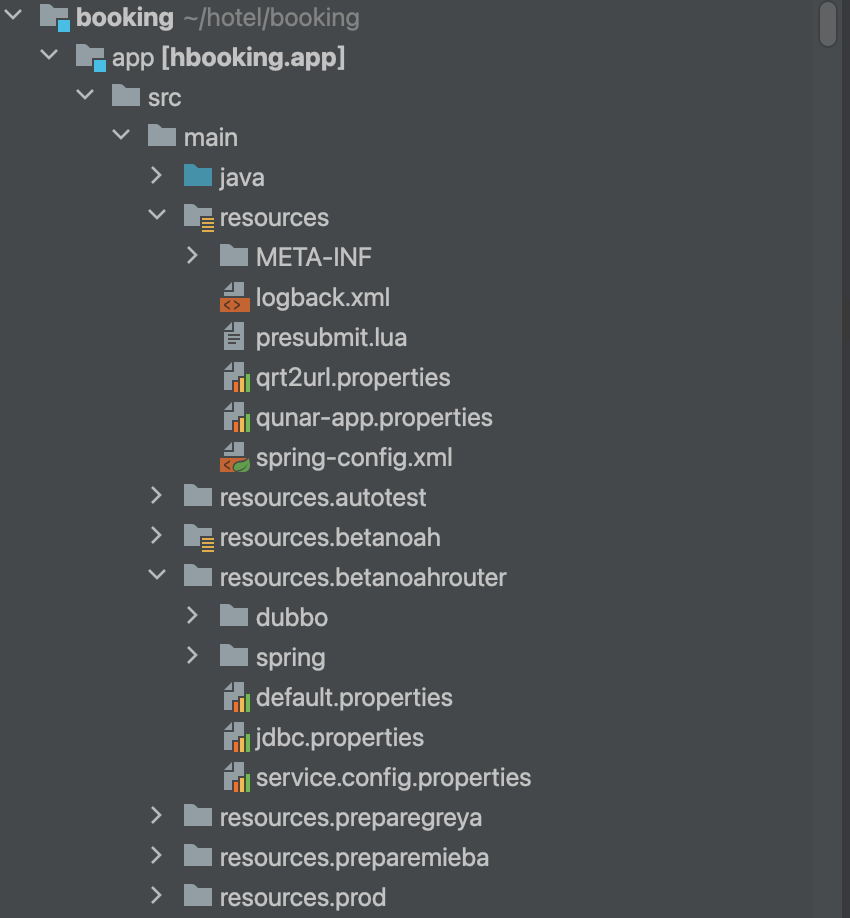 booking ~/hotel/booking
app [hbooking.app]
src
main
java
resources
META-INF
logback.xml
presubmit.lua
qrt2url.properties
qunar-app.properties
spring-config.xml
resources.autotest
resources.betanoah
resources.betanoahrouter
dubbo
spring
default.properties
jdbc.properties
service.config.properties
resources.preparegreya
resources.preparemieba
resources.prod